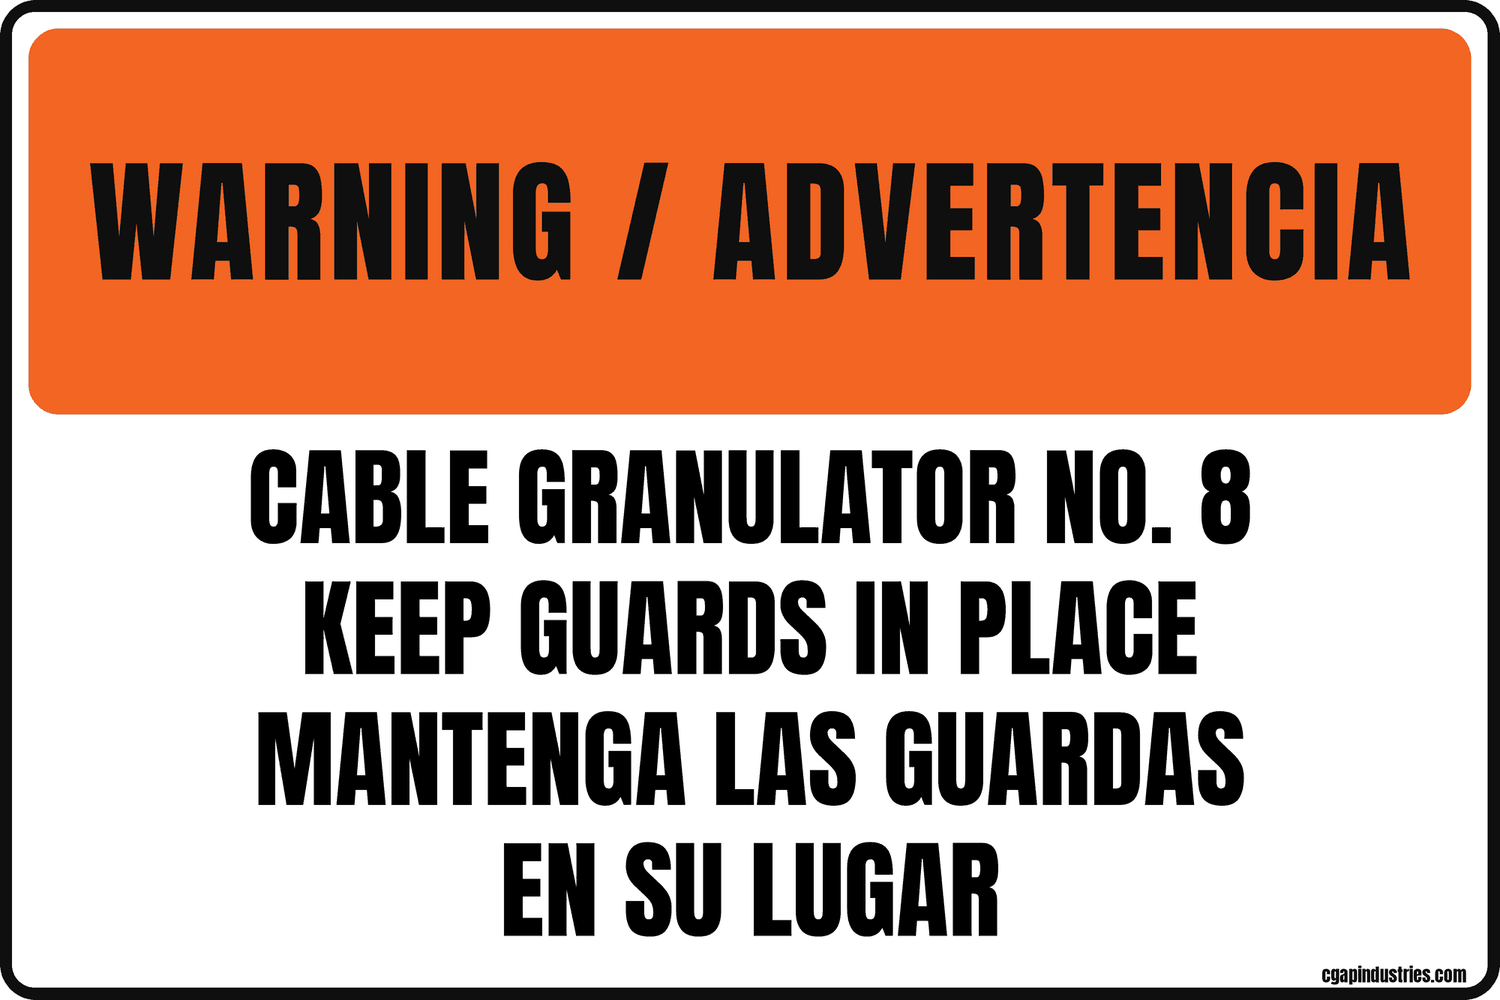 WARNING / ADVERTENCIA
CABLE GRANULATOR NO. 8
KEEP GUARDS IN PLACE
MANTENGA LAS GUARDAS
EN SU LUGAR
cgapindustries.com